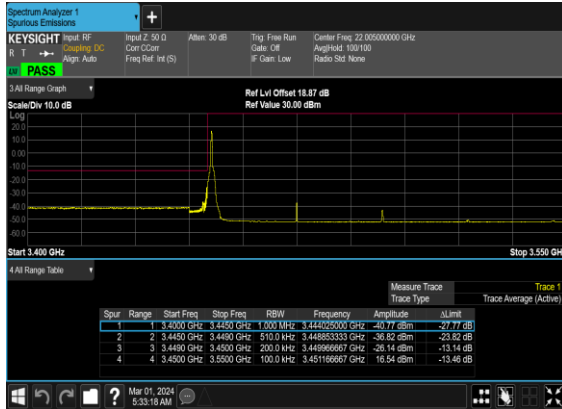 Spectrum Analyzer 1
Spurious Emissions
+
KEYSIGHT Input: RF Input Z: 50 Ω Atten: 30 dB Trig: Free Run Center Freq: 22.005000000 GHz
R T Coupling: DC Corr CCorr Gate: Off Avg|Hold: 100/100
Align: Auto Freq Ref: Int (S) IF Gain: Low Radio Std: None
PASS
3 All Range Graph Ref Lvl Offset 18.87 dB
Scale/Div 10.0 dB Ref Value 30.00 dBm
Log
20.0
10.0
0.00
-10.0
-20.0
-30.0
-40.0
-50.0
-60.0
Start 3.400 GHz Stop 3.550 GH
4 All Range Table
Measure Trace Trace 1
Trace Type Trace Average (Active)
Spur Range Start Freq Stop Freq RBW Frequency Amplitude ΔLimit
1 1 3.4000 GHz 3.4450 GHz 1.000 MHz 3.444025000 GHz -40.77 dBm -27.77 dB
2 2 3.4450 GHz 3.4490 GHz 510.0 kHz 3.448853333 GHz -36.82 dBm -23.82 dB
3 3 3.4490 GHz 3.4500 GHz 200.0 kHz 3.449966667 GHz -26.14 dBm -13.14 dB
4 4 3.4500 GHz 3.5500 GHz 100.0 kHz 3.451166667 GHz 16.54 dBm -13.46 dB
? Mar 01, 2024
5:33:18 AM